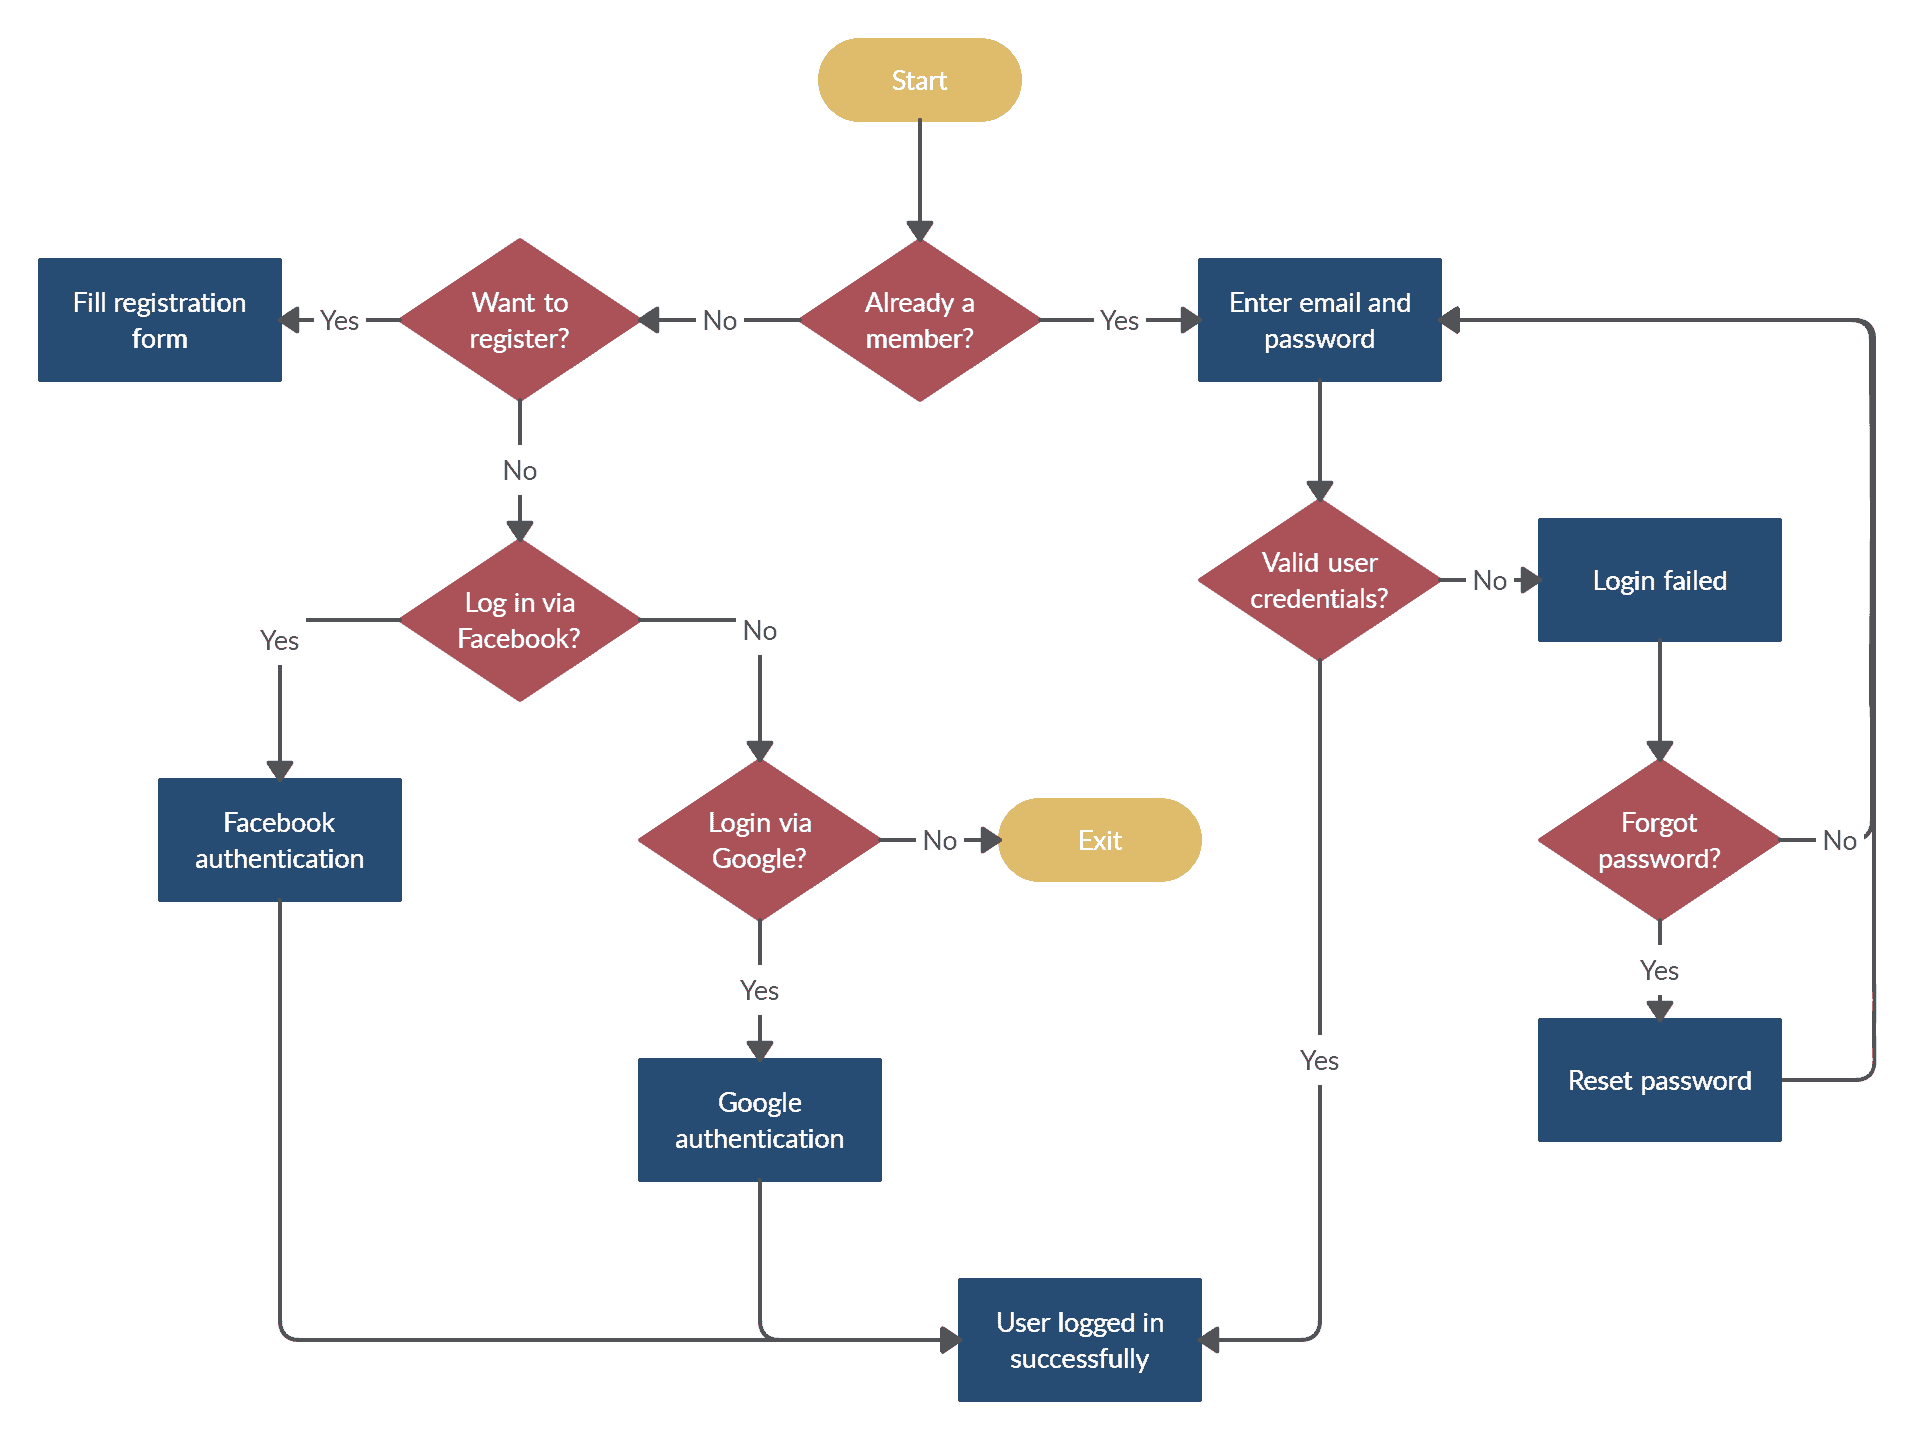 Start
Fill registration
form
Yes
Want to
register?
No
Already a
member?
Yes
Enter email and
password
No
Valid user
credentials?
No
Login failed
Log in via
Facebook?
Yes
No
Facebook
authentication
Login via
Google?
No
Exit
Forgot
password?
No
Yes
Yes
Google
authentication
Yes
Reset password
User logged in
successfully